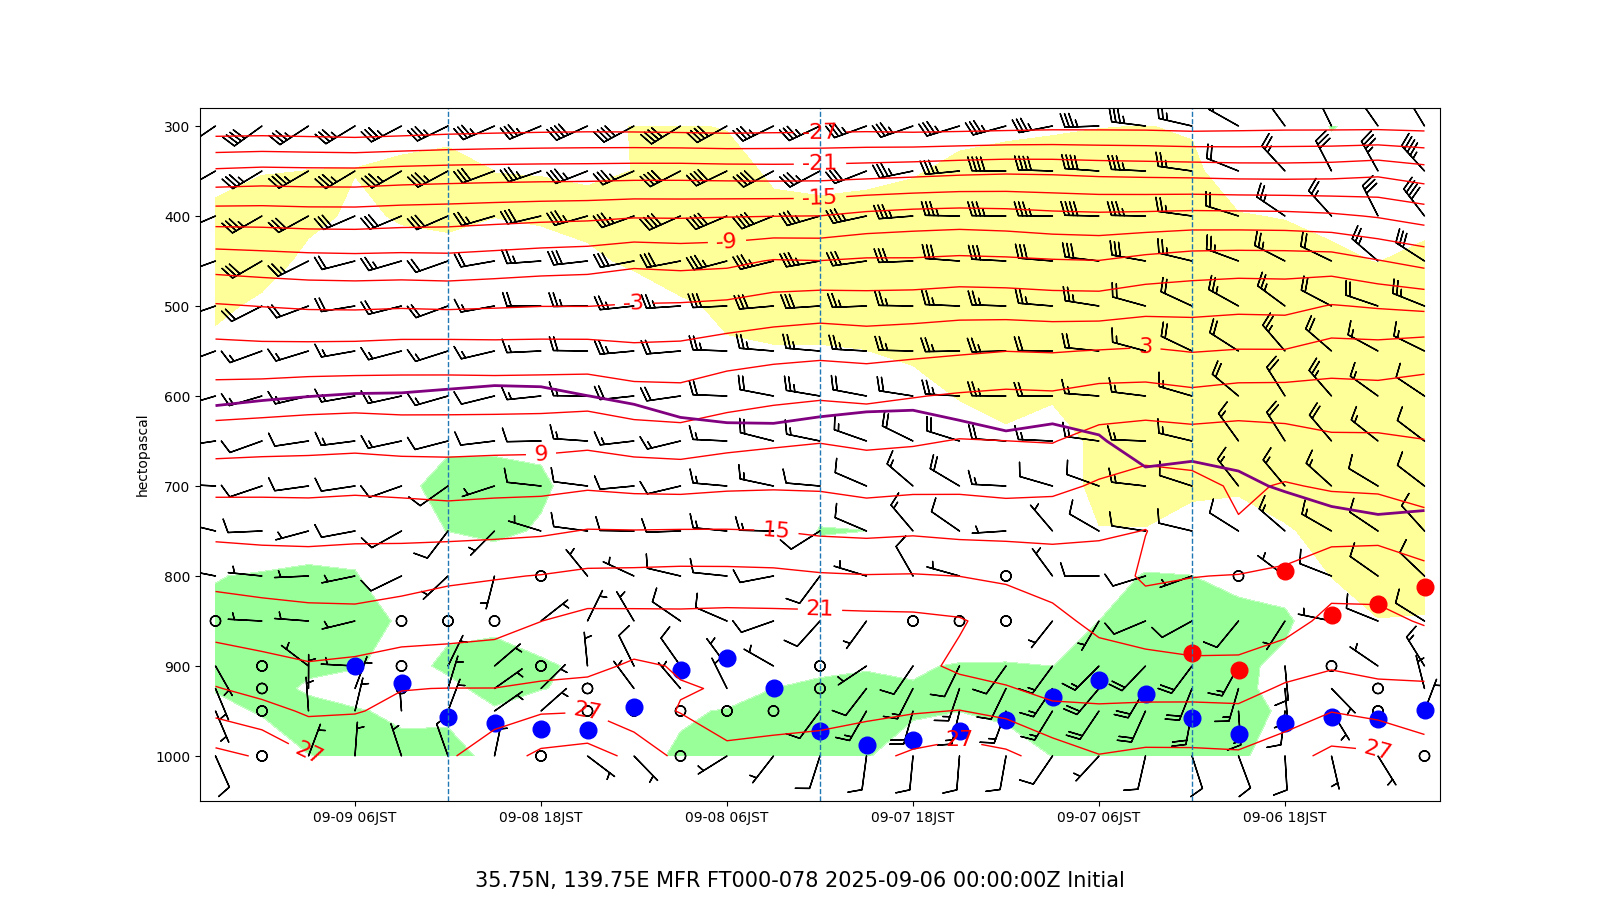 300
400
500
600
700
800
900
1000
hectopascal
-27
-21
-15
-9
-3
3
9
15
21
27
27
27
27
09-09 06JST
09-08 18JST
09-08 06JST
09-07 18JST
09-07 06JST
09-06 18JST
35.75N, 139.75E MFR FT000-078 2025-09-06 00:00:00Z Initial